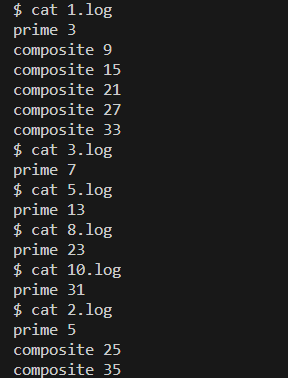 $ cat 1.log
prime 3
composite 9
composite 15
composite 21
composite 27
composite 33
$ cat 3.log
prime 7
$ cat 5.log
prime 13
$ cat 8.log
prime 23
$ cat 10.log
prime 31
$ cat 2.log
prime 5
composite 25
composite 35